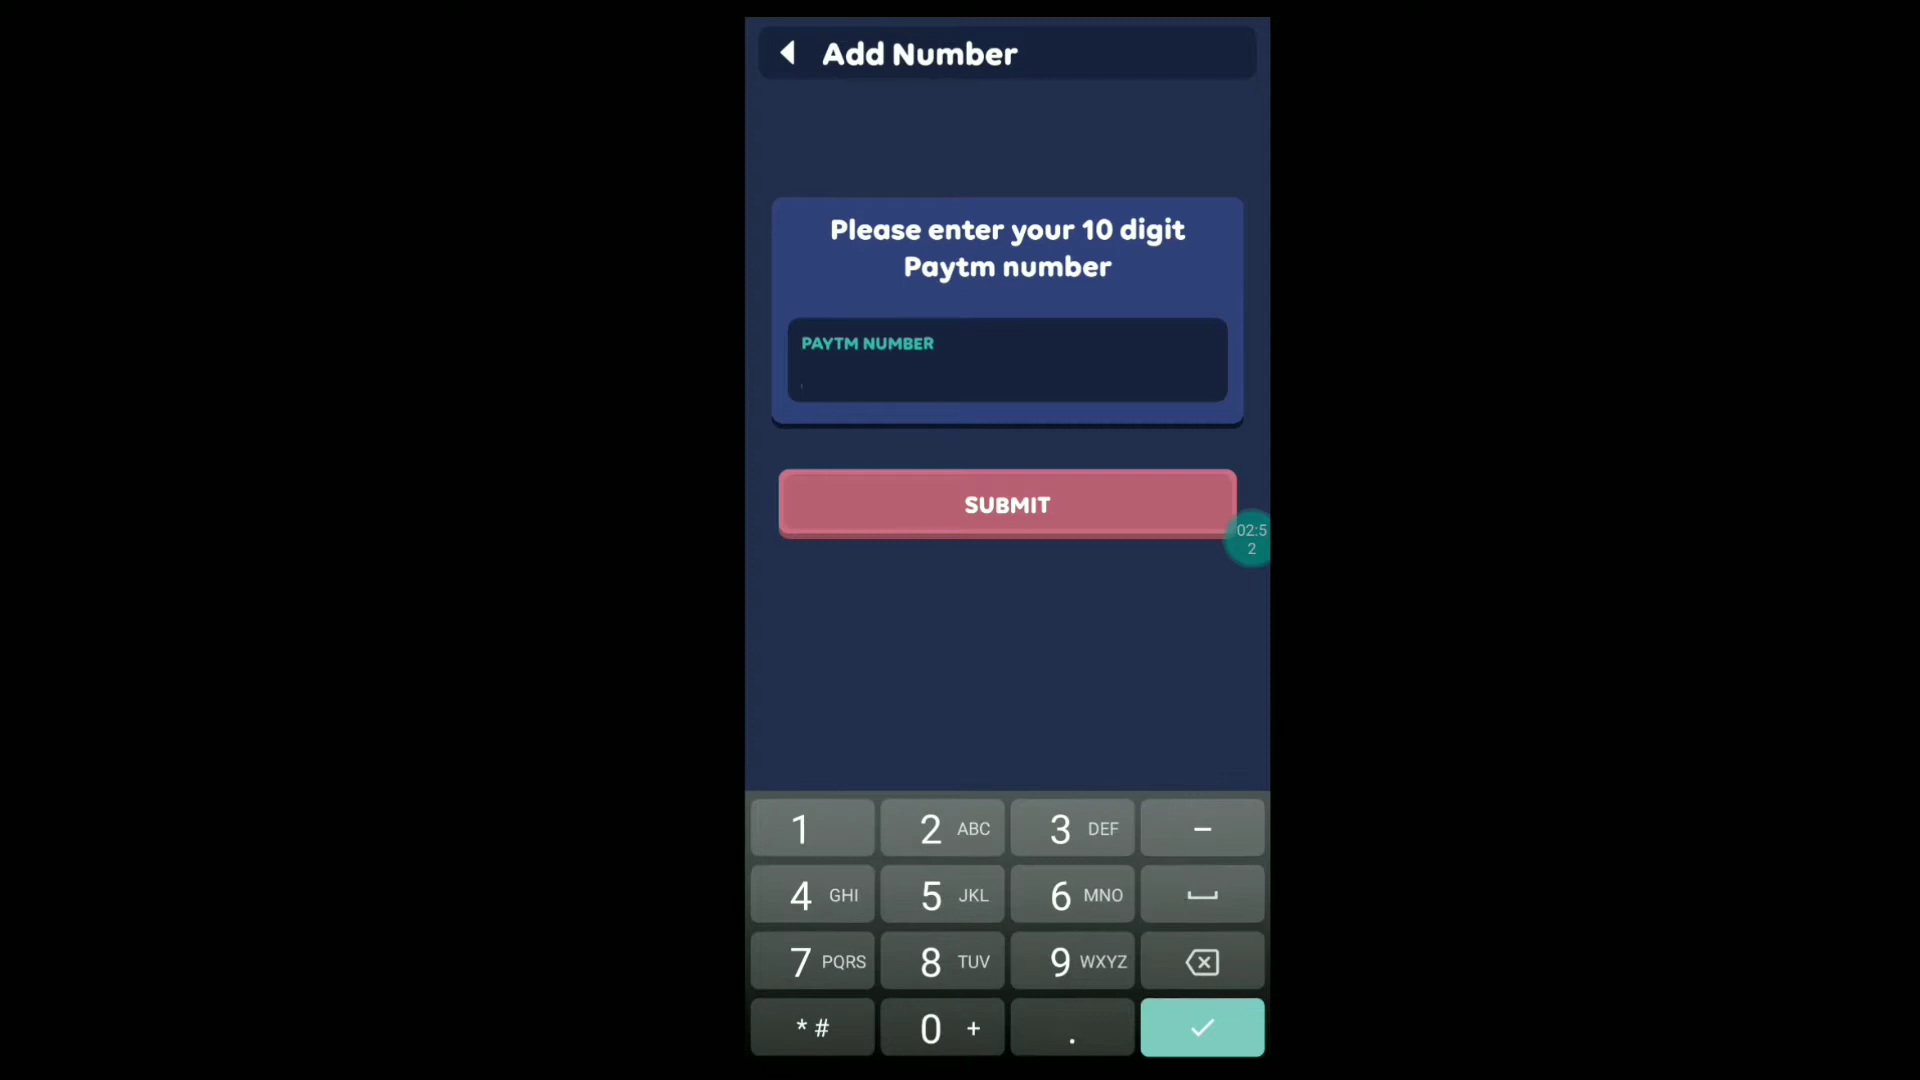 Add Number
Please enter your 10 digit
Paytm number
PAYTM NUMBER
SUBMIT
02:5
2
1 2 ABC 3 DEF -
4 GHI 5 JKL 6 MNO
7 PQRS 8 TUV 9 WXYZ
* # 0 + .